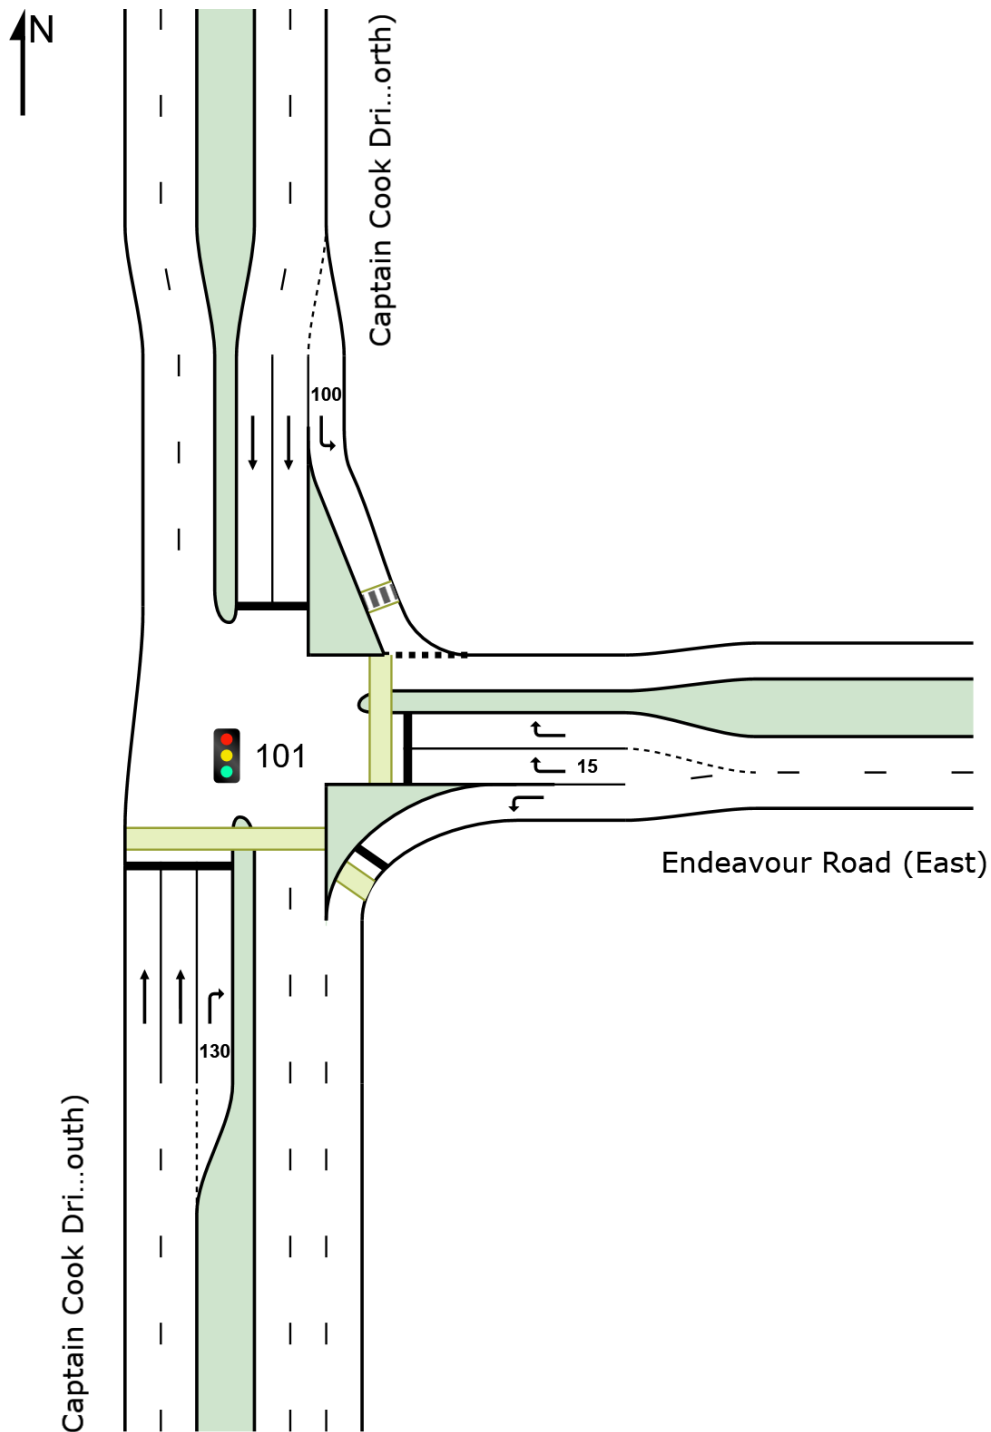 N
Captain Cook Dri...orth)
100
101
15
Endeavour Road (East)
130
Captain Cook Dri...outh)